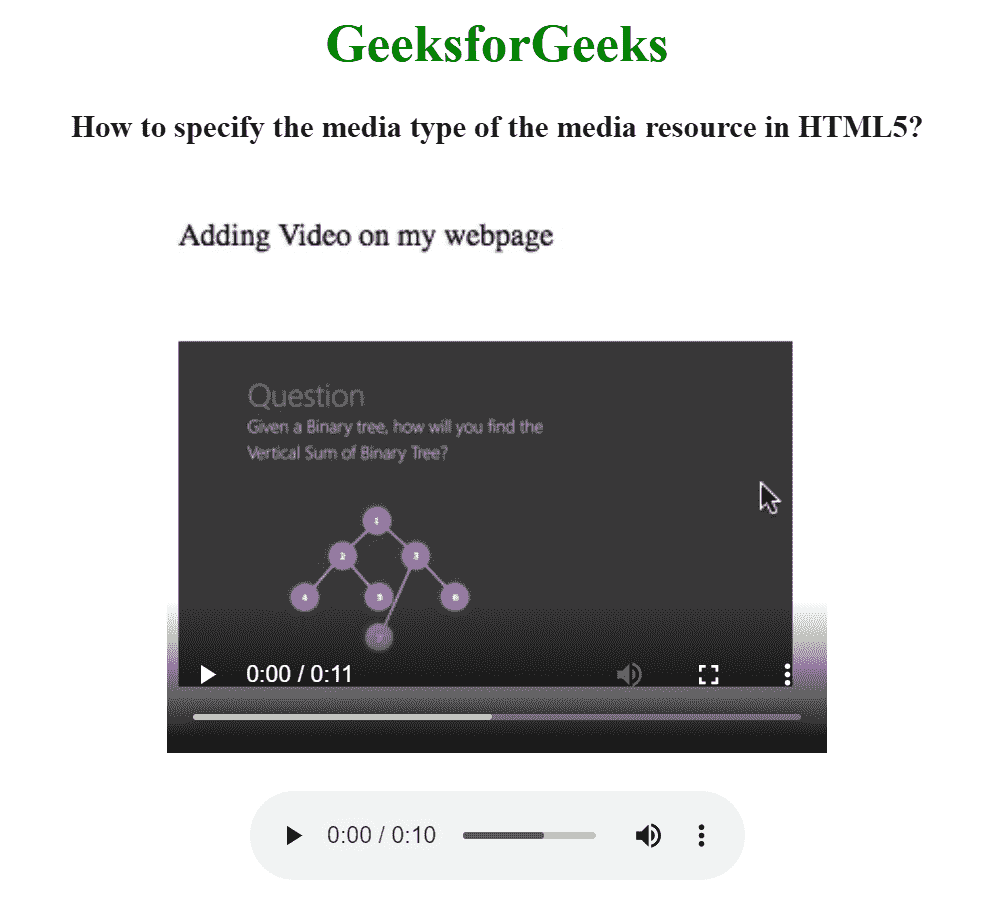 GeeksforGeeks
How to specify the media type of the media resource in HTML5?
Adding Video on my webpage
Question
Given a Binary tree, how will you find the
Vertical Sum of Binary Tree?
1
2 3
4 6
0:00 / 0:11
0:00 / 0:10